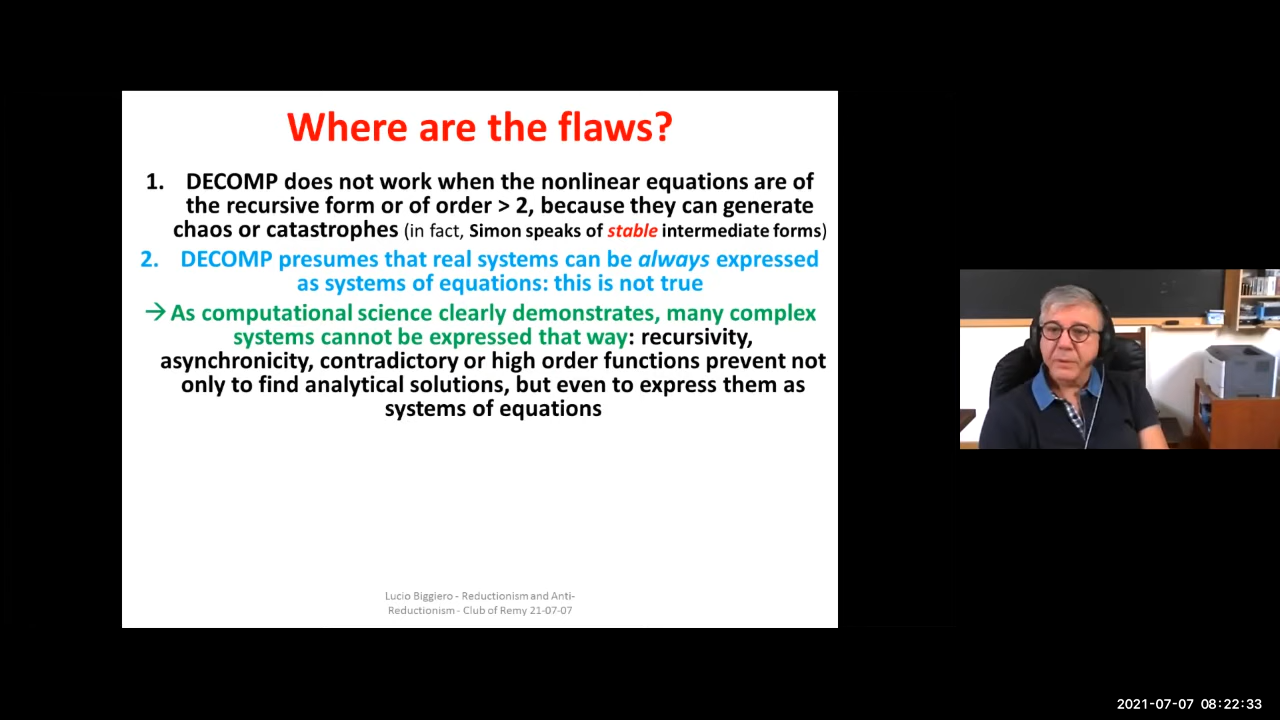 Where are the flaws?
1. DECOMP does not work when the nonlinear equations are of
the recursive form or of order > 2, because they can generate
chaos or catastrophes (in fact, Simon speaks of stable intermediate forms)
2. DECOMP presumes that real systems can be always expressed
as systems of equations: this is not true
→ As computational science clearly demonstrates, many complex
systems cannot be expressed that way: recursivity,
asynchronicity, contradictory or high order functions prevent not
only to find analytical solutions, but even to express them as
systems of equations
Lucio Biggiero - Reductionism and Anti-
Reductionism - Club of Remy 21-07-07
2021-07-07 08:22:33